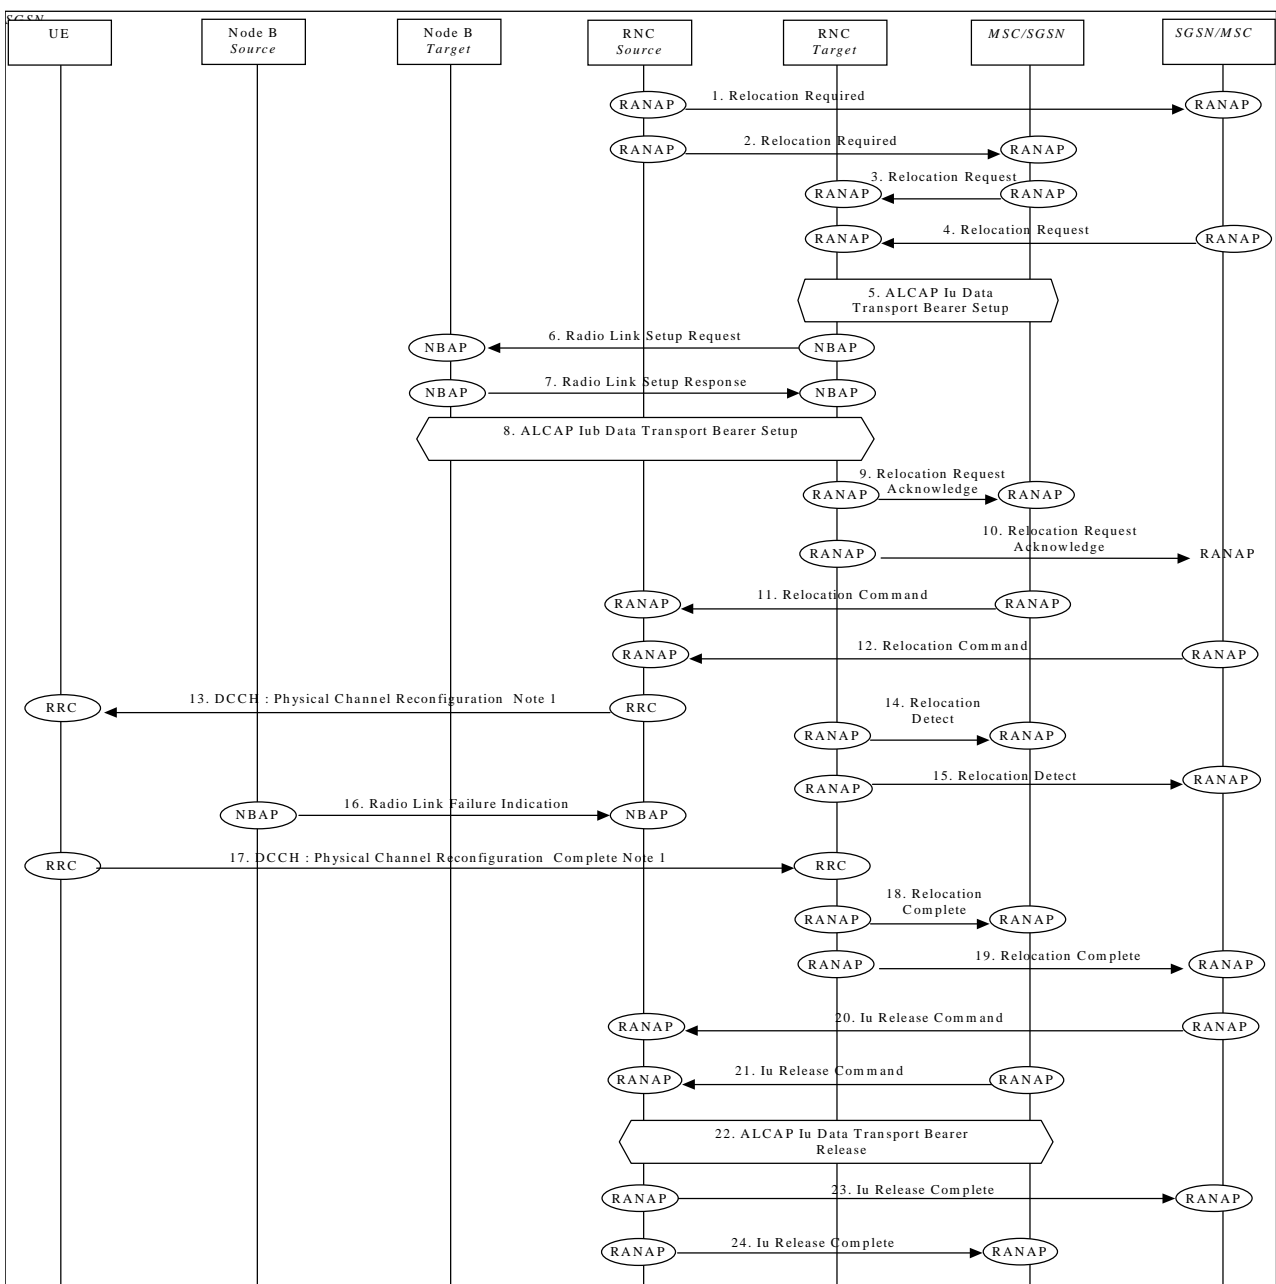 SGSN
UE
Node B
Source
Node B
Target
RNC
Source
RNC
Target
MSC/SGSN
SGSN/MSC
RANAP
1. Relocation Required
RANAP
RANAP
2. Relocation Required
RANAP
RANAP
3. Relocation Request
RANAP
RANAP
4. Relocation Request
RANAP
5. ALCAP Iu Data
Transport Bearer Setup
NBAP
6. Radio Link Setup Request
NBAP
NBAP
7. Radio Link Setup Response
NBAP
8. ALCAP Iub Data Transport Bearer Setup
RANAP
9. Relocation Request
Acknowledge
RANAP
RANAP
10. Relocation Request
Acknowledge
RANAP
RANAP
11. Relocation Command
RANAP
RANAP
12. Relocation Command
RANAP
RRC
13. DCCH : Physical Channel Reconfiguration Note 1
RRC
RANAP
14. Relocation
Detect
RANAP
RANAP
15. Relocation Detect
RANAP
NBAP
16. Radio Link Failure Indication
NBAP
RRC
17. DCCH : Physical Channel Reconfiguration Complete Note 1
RRC
RANAP
18. Relocation
Complete
RANAP
RANAP
19. Relocation Complete
RANAP
RANAP
20. Iu Release Command
RANAP
RANAP
21. Iu Release Command
RANAP
22. ALCAP Iu Data Transport Bearer
Release
RANAP
23. Iu Release Complete
RANAP
RANAP
24. Iu Release Complete
RANAP